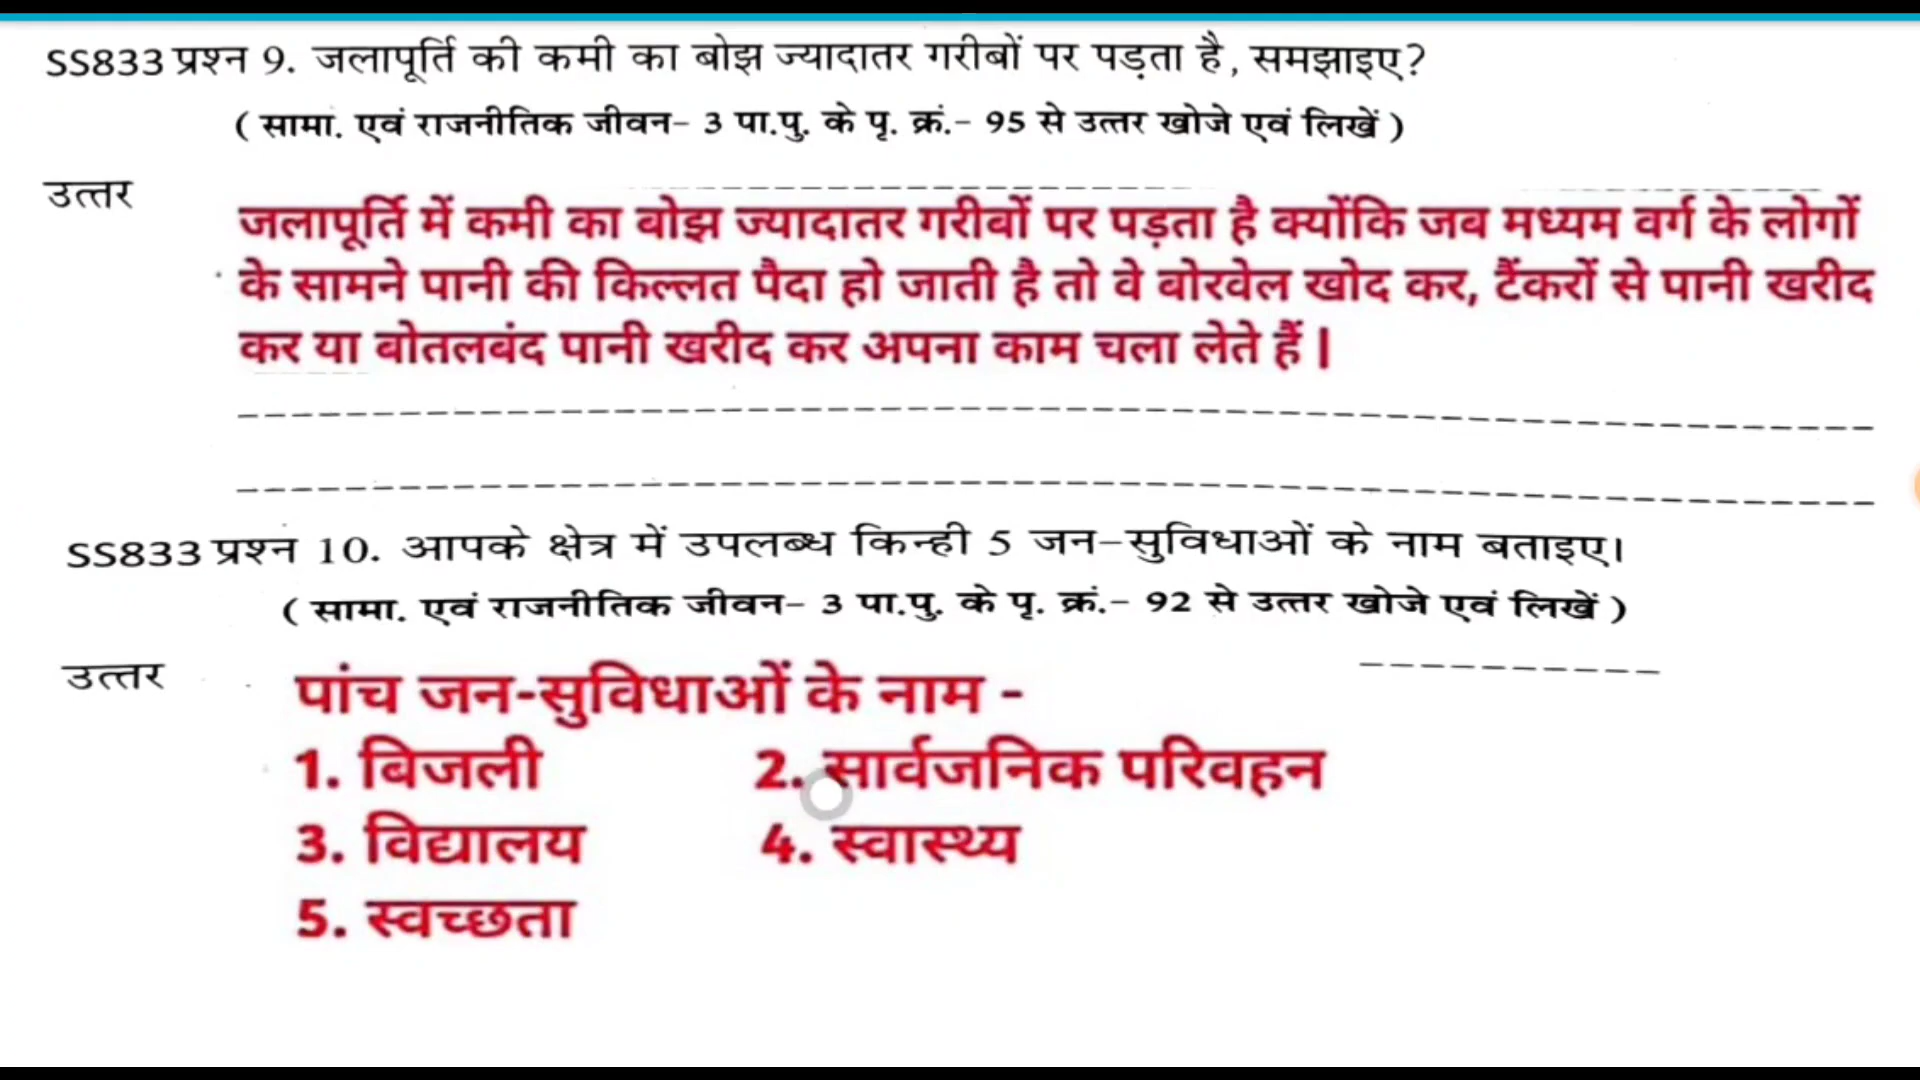 SS833 प्रश्न 9. जलापूर्ति की कमी का बोझ ज्यादातर गरीबों पर पड़ता है, समझाइए?
( सामा. एवं राजनीतिक जीवन- 3 पा.पु. के पृ. क्रं.- 95 से उत्तर खोजे एवं लिखें )
उत्तर
जलापूर्ति में कमी का बोझ ज्यादातर गरीबों पर पड़ता है क्योंकि जब मध्यम वर्ग के लोगों
के सामने पानी की किल्लत पैदा हो जाती है तो वे बोरवेल खोद कर, टैंकरों से पानी खरीद
कर या बोतलबंद पानी खरीद कर अपना काम चला लेते हैं |
SS833 प्रश्न 10. आपके क्षेत्र में उपलब्ध किन्ही 5 जन-सुविधाओं के नाम बताइए।
( सामा. एवं राजनीतिक जीवन- 3 पा.पु. के पृ. क्रं.- 92 से उत्तर खोजे एवं लिखें )
उत्तर
पांच जन-सुविधाओं के नाम -
1. बिजली 2. सार्वजनिक परिवहन
3. विद्यालय 4. स्वास्थ्य
5. स्वच्छता